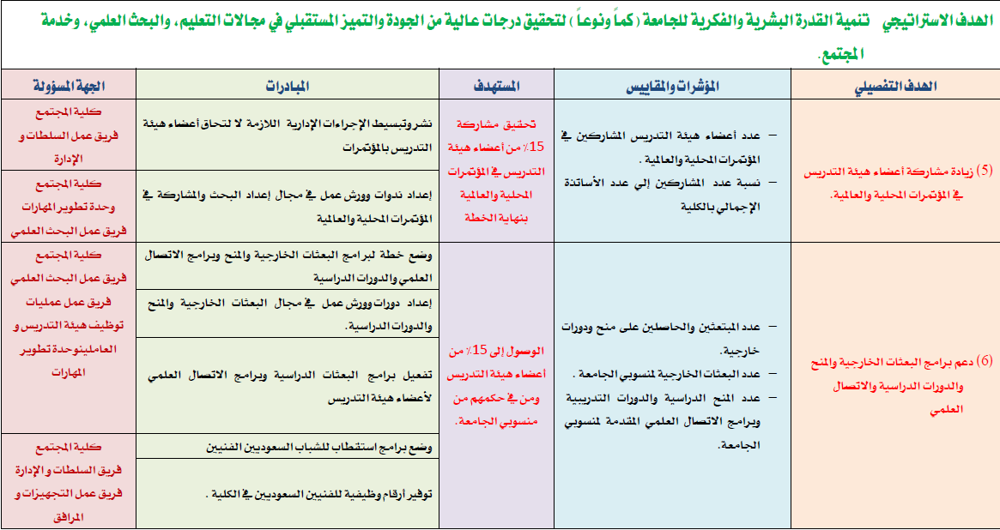 الهدف الاستراتيجي تنمية القدرة البشرية والفكرية للجامعة (كماً ونوعاً) لتحقيق درجات عالية من الجودة والتميز المستقبلي في مجالات التعليم، والبحث العلمي، وخدمة
المجتمع.
الهدف التفصيلي
المؤشرات والمقاييس
المستهدف
المبادرات
الجهة المسؤولة
(5) زيادة مشاركة أعضاء هيئة التدريس
في المؤتمرات المحلية والعالمية.
– عدد أعضاء هيئة التدريس المشاركين في
المؤتمرات المحلية والعالمية .
– نسبة عدد المشاركين إلي عدد الأساتذة
الإجمالي بالكلية
تحقيق مشاركة
15٪ من أعضاء هيئة
التدريس في المؤتمرات
المحلية والعالمية
بنهاية الخطة
نشر وتبسيط الإجراءات الإدارية اللازمة لا لتحاق أعضاء هيئة
التدريس بالمؤتمرات
كلية المجتمع
فريق عمل السلطات و
الإدارة
إعداد ندوات وورش عمل في مجال إعداد البحث والمشاركة في
المؤتمرات المحلية والعالمية
كلية المجتمع
وحدة تطوير المهارات
فريق عمل البحث العلمي
(6) دعم برامج البعثات الخارجية والمنح
والدورات الدراسية والاتصال
العلمي
– عدد المبتعثين والحاصلين على منح ودورات
خارجية.
– عدد البعثات الخارجية لمنسوبي الجامعة .
– عدد المنح الدراسية والدورات التدريبية
وبرامج الاتصال العلمي المقدمة لمنسوبي
الجامعة.
الوصول إلى 15٪ من
أعضاء هيئة التدريس
ومن في حكمهم من
منسوبي الجامعة.
وضع خطة لبرامج البعثات الخارجية والمنح وبرامج الاتصال
العلمي والدورات الدراسية
إعداد دورات وورش عمل في مجال البعثات الخارجية والمنح
والدورات الدراسية.
تفعيل برامج البعثات الدراسية وبرامج الاتصال العلمي
لأعضاء هيئة التدريس
كلية المجتمع
فريق عمل البحث العلمي
فريق عمل عمليات
توظيف هيئة التدريس و
العاملينوحدة تطوير
المهارات
وضع برامج استقطاب للشباب السعوديين الفنيين
توفير أرقام وظيفية للفنيين السعوديين في الكلية .
كلية المجتمع
فريق السلطات و الإدارة
فريق عمل التجهيزات و
المرافق